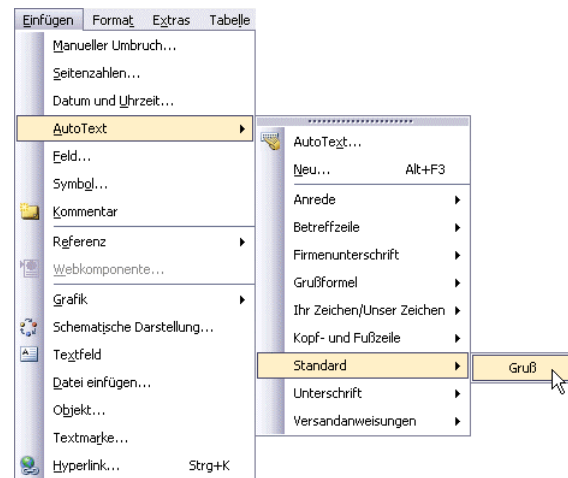 Einfügen Format Extras Tabelle
Manueller Umbruch...
Seitenzahlen...
Datum und Uhrzeit...
AutoText
Feld...
Symbol...
Kommentar
Referenz
Webkomponente...
Grafik
Schematische Darstellung...
Textfeld
Datei einfügen...
Objekt...
Textmarke...
Hyperlink... Strg+K
AutoText...
Neu... Alt+F3
Anrede
Betreffzeile
Firmenunterschrift
Grußformel
Ihr Zeichen/Unser Zeichen
Kopf- und Fußzeile
Standard
Unterschrift
Versandanweisungen
Gruß